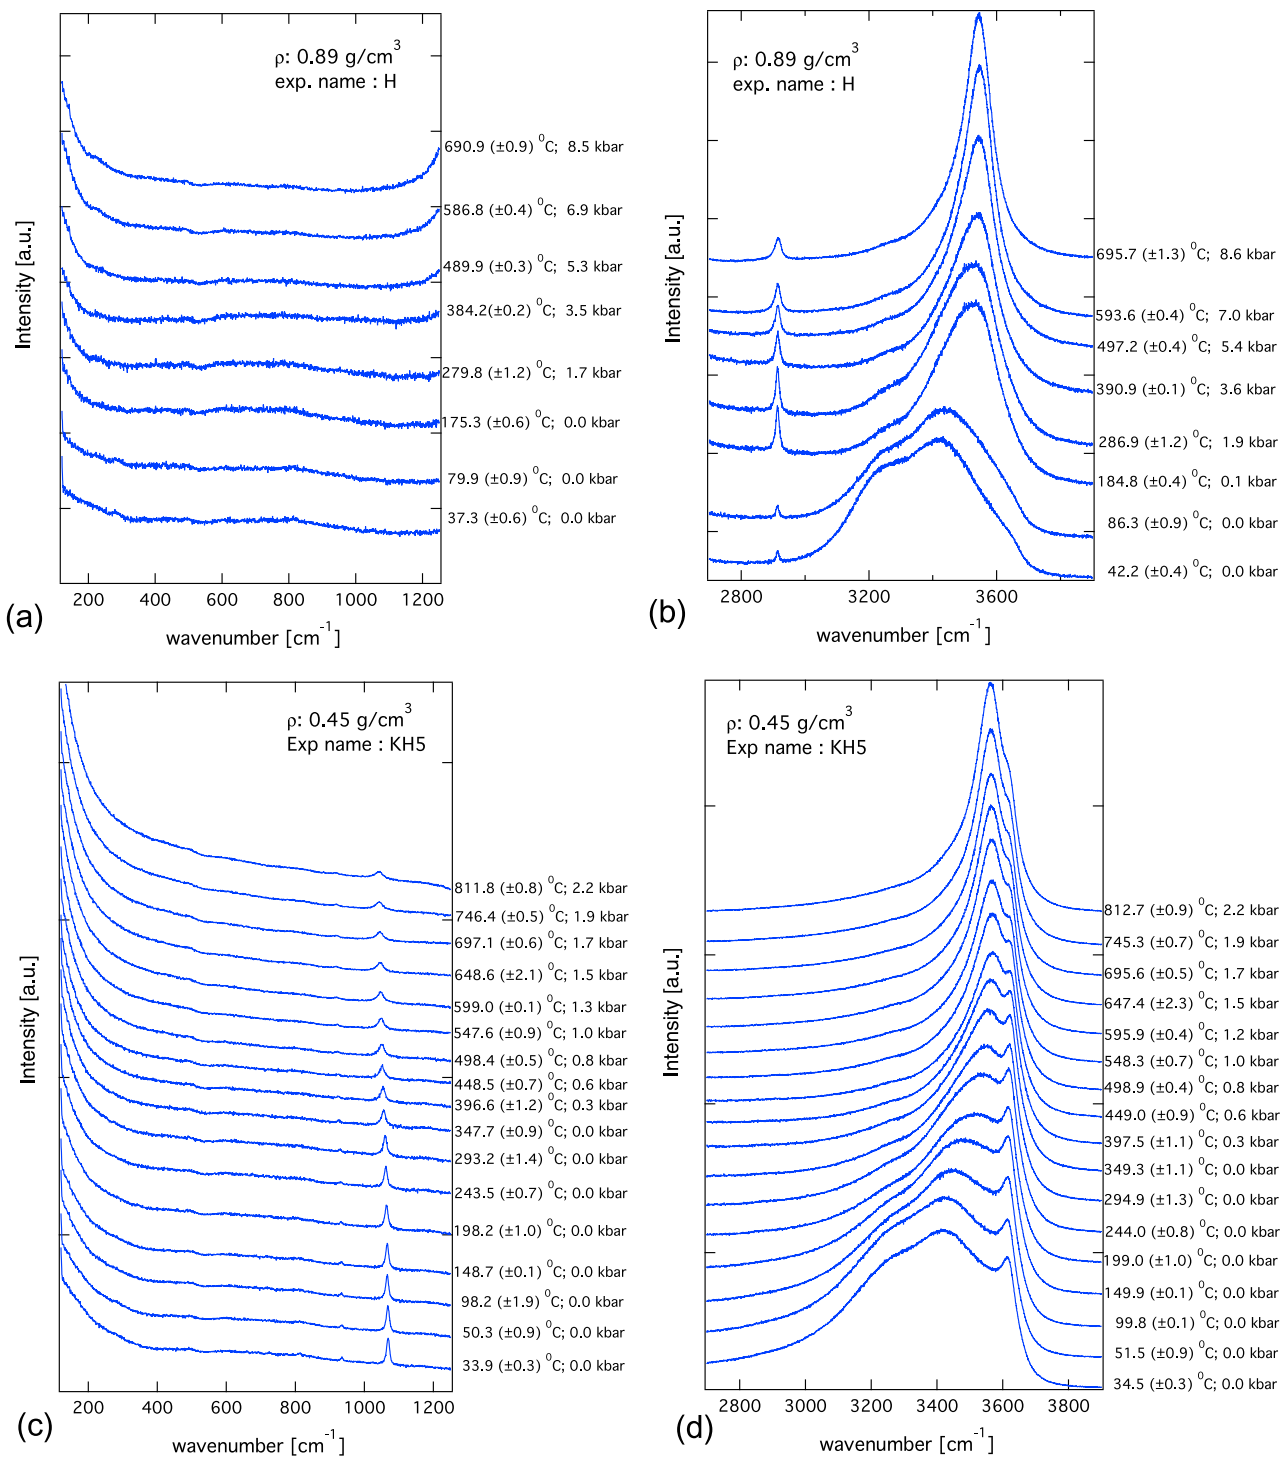 ρ: 0.89 g/cm³
exp. name : H
690.9 (±0.9) ⁰C; 8.5 kbar
586.8 (±0.4) ⁰C; 6.9 kbar
489.9 (±0.3) ⁰C; 5.3 kbar
384.2(±0.2) ⁰C; 3.5 kbar
279.8 (±1.2) ⁰C; 1.7 kbar
175.3 (±0.6) ⁰C; 0.0 kbar
79.9 (±0.9) ⁰C; 0.0 kbar
37.3 (±0.6) ⁰C; 0.0 kbar
Intensity [a.u.]
200 400 600 800 1000 1200
(a)
wavenumber [cm⁻¹]
ρ: 0.89 g/cm³
exp. name : H
695.7 (±1.3) ⁰C; 8.6 kbar
593.6 (±0.4) ⁰C; 7.0 kbar
497.2 (±0.4) ⁰C; 5.4 kbar
390.9 (±0.1) ⁰C; 3.6 kbar
286.9 (±1.2) ⁰C; 1.9 kbar
184.8 (±0.4) ⁰C; 0.1 kbar
86.3 (±0.9) ⁰C; 0.0 kbar
42.2 (±0.4) ⁰C; 0.0 kbar
Intensity [a.u.]
2800 3200 3600
(b)
wavenumber [cm⁻¹]
ρ: 0.45 g/cm³
Exp name : KH5
811.8 (±0.8) ⁰C; 2.2 kbar
746.4 (±0.5) ⁰C; 1.9 kbar
697.1 (±0.6) ⁰C; 1.7 kbar
648.6 (±2.1) ⁰C; 1.5 kbar
599.0 (±0.1) ⁰C; 1.3 kbar
547.6 (±0.9) ⁰C; 1.0 kbar
498.4 (±0.5) ⁰C; 0.8 kbar
448.5 (±0.7) ⁰C; 0.6 kbar
396.6 (±1.2) ⁰C; 0.3 kbar
347.7 (±0.9) ⁰C; 0.0 kbar
293.2 (±1.4) ⁰C; 0.0 kbar
243.5 (±0.7) ⁰C; 0.0 kbar
198.2 (±1.0) ⁰C; 0.0 kbar
148.7 (±0.1) ⁰C; 0.0 kbar
98.2 (±1.9) ⁰C; 0.0 kbar
50.3 (±0.9) ⁰C; 0.0 kbar
33.9 (±0.3) ⁰C; 0.0 kbar
Intensity [a.u.]
200 400 600 800 1000 1200
(c)
wavenumber [cm⁻¹]
ρ: 0.45 g/cm³
Exp name : KH5
812.7 (±0.9) ⁰C; 2.2 kbar
745.3 (±0.7) ⁰C; 1.9 kbar
695.6 (±0.5) ⁰C; 1.7 kbar
647.4 (±2.3) ⁰C; 1.5 kbar
595.9 (±0.4) ⁰C; 1.2 kbar
548.3 (±0.7) ⁰C; 1.0 kbar
498.9 (±0.4) ⁰C; 0.8 kbar
449.0 (±0.9) ⁰C; 0.6 kbar
397.5 (±1.1) ⁰C; 0.3 kbar
349.3 (±1.1) ⁰C; 0.0 kbar
294.9 (±1.3) ⁰C; 0.0 kbar
244.0 (±0.8) ⁰C; 0.0 kbar
199.0 (±1.0) ⁰C; 0.0 kbar
149.9 (±0.1) ⁰C; 0.0 kbar
99.8 (±0.1) ⁰C; 0.0 kbar
51.5 (±0.9) ⁰C; 0.0 kbar
34.5 (±0.3) ⁰C; 0.0 kbar
Intensity [a.u.]
2800 3000 3200 3400 3600 3800
(d)
wavenumber [cm⁻¹]